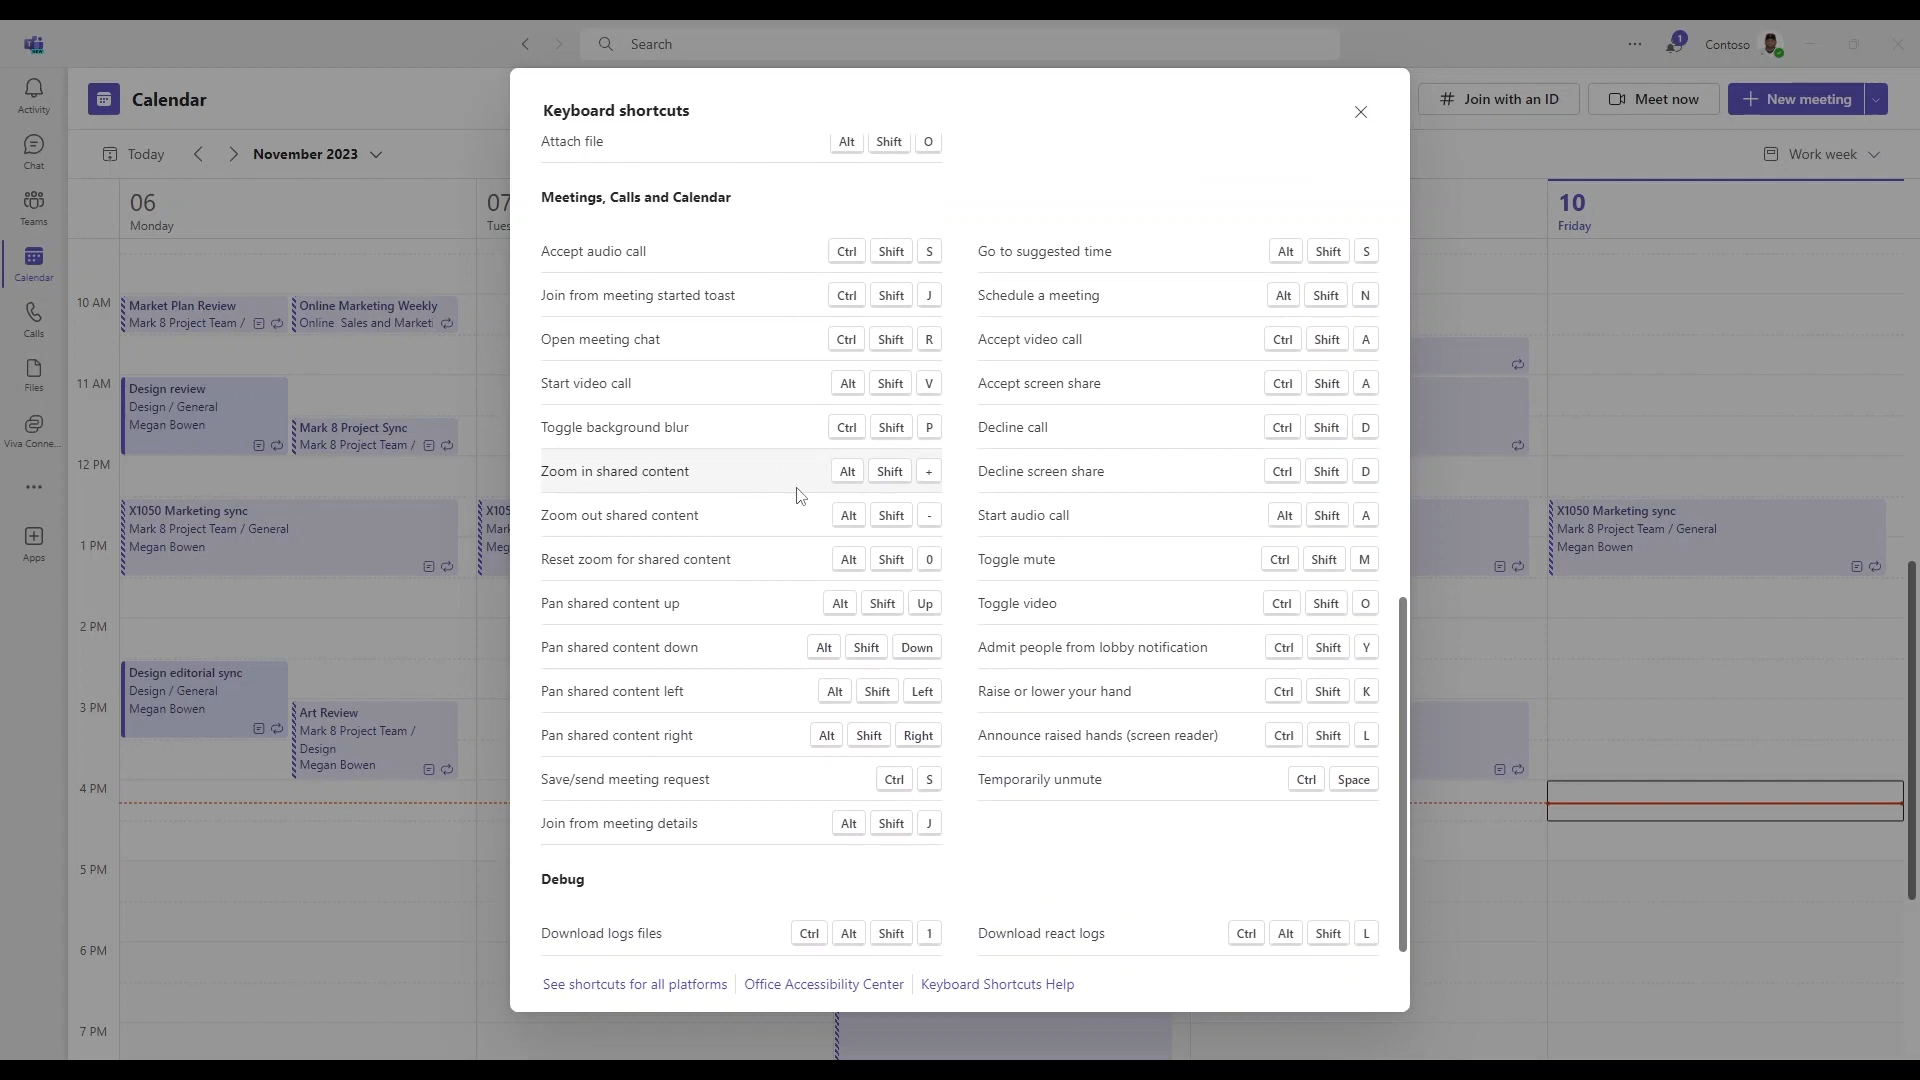 Search
Contoso
1
Activity
Chat
Teams
Calendar
Calls
Files
Viva Conne...
Apps
Calendar
Join with an ID
Meet now
New meeting
Today
November 2023
Work week
06
Monday
07
Tues
10
Friday
10 AM
11 AM
12 PM
1 PM
2 PM
3 PM
4 PM
5 PM
6 PM
7 PM
Market Plan Review
Mark 8 Project Team /
Online Marketing Weekly
Online Sales and Marketi
Design review
Design / General
Megan Bowen
Mark 8 Project Sync
Mark 8 Project Team /
X1050 Marketing sync
Mark 8 Project Team / General
Megan Bowen
X105
Mark
Meg
Design editorial sync
Design / General
Megan Bowen
Art Review
Mark 8 Project Team /
Design
Megan Bowen
X1050 Marketing sync
Mark 8 Project Team / General
Megan Bowen
Keyboard shortcuts
Attach file Alt Shift O
Meetings, Calls and Calendar
Accept audio call Ctrl Shift S
Go to suggested time Alt Shift S
Join from meeting started toast Ctrl Shift J
Schedule a meeting Alt Shift N
Open meeting chat Ctrl Shift R
Accept video call Ctrl Shift A
Start video call Alt Shift V
Accept screen share Ctrl Shift A
Toggle background blur Ctrl Shift P
Decline call Ctrl Shift D
Zoom in shared content Alt Shift +
Decline screen share Ctrl Shift D
Zoom out shared content Alt Shift -
Start audio call Alt Shift A
Reset zoom for shared content Alt Shift 0
Toggle mute Ctrl Shift M
Pan shared content up Alt Shift Up
Toggle video Ctrl Shift O
Pan shared content down Alt Shift Down
Admit people from lobby notification Ctrl Shift Y
Pan shared content left Alt Shift Left
Raise or lower your hand Ctrl Shift K
Pan shared content right Alt Shift Right
Announce raised hands (screen reader) Ctrl Shift L
Save/send meeting request Ctrl S
Temporarily unmute Ctrl Space
Join from meeting details Alt Shift J
Debug
Download logs files Ctrl Alt Shift 1
Download react logs Ctrl Alt Shift L
See shortcuts for all platforms
Office Accessibility Center
Keyboard Shortcuts Help